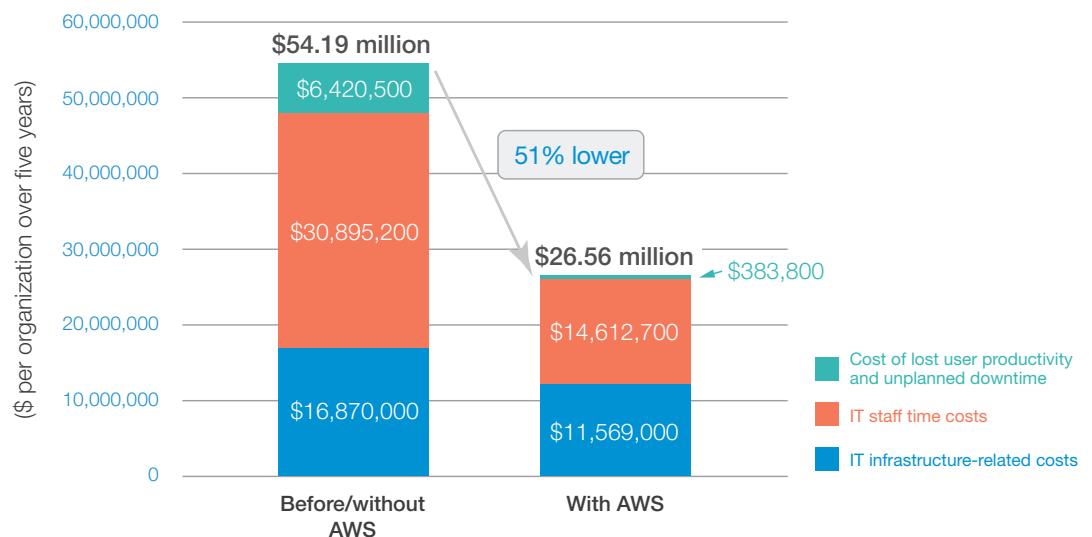 ($ per organization over five years)
60,000,000
50,000,000
40,000,000
30,000,000
20,000,000
10,000,000
0
$54.19 million
$6,420,500
$30,895,200
$16,870,000
51% lower
$26.56 million
$383,800
$14,612,700
$11,569,000
Before/without
AWS
With AWS
Cost of lost user productivity
and unplanned downtime
IT staff time costs
IT infrastructure-related costs